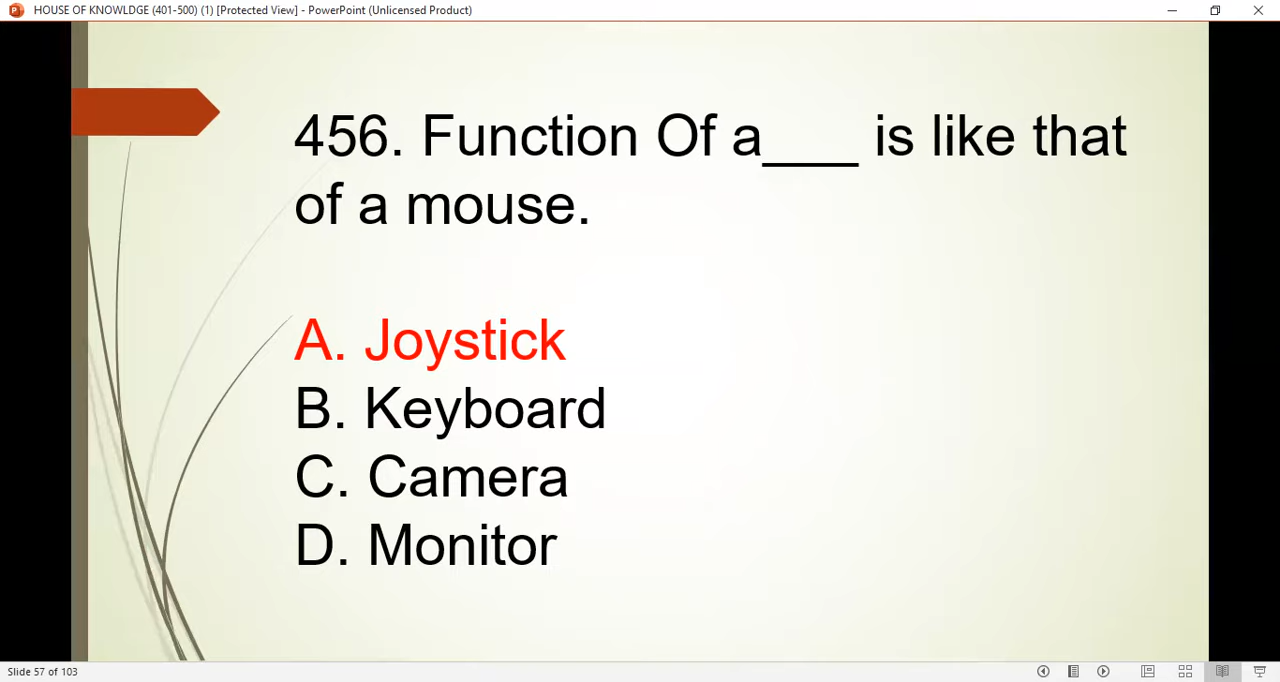 HOUSE OF KNOWLDGE (401-500) (1) [Protected View] - PowerPoint (Unlicensed Product)
456. Function Of a___ is like that
of a mouse.
A. Joystick
B. Keyboard
C. Camera
D. Monitor
Slide 57 of 103